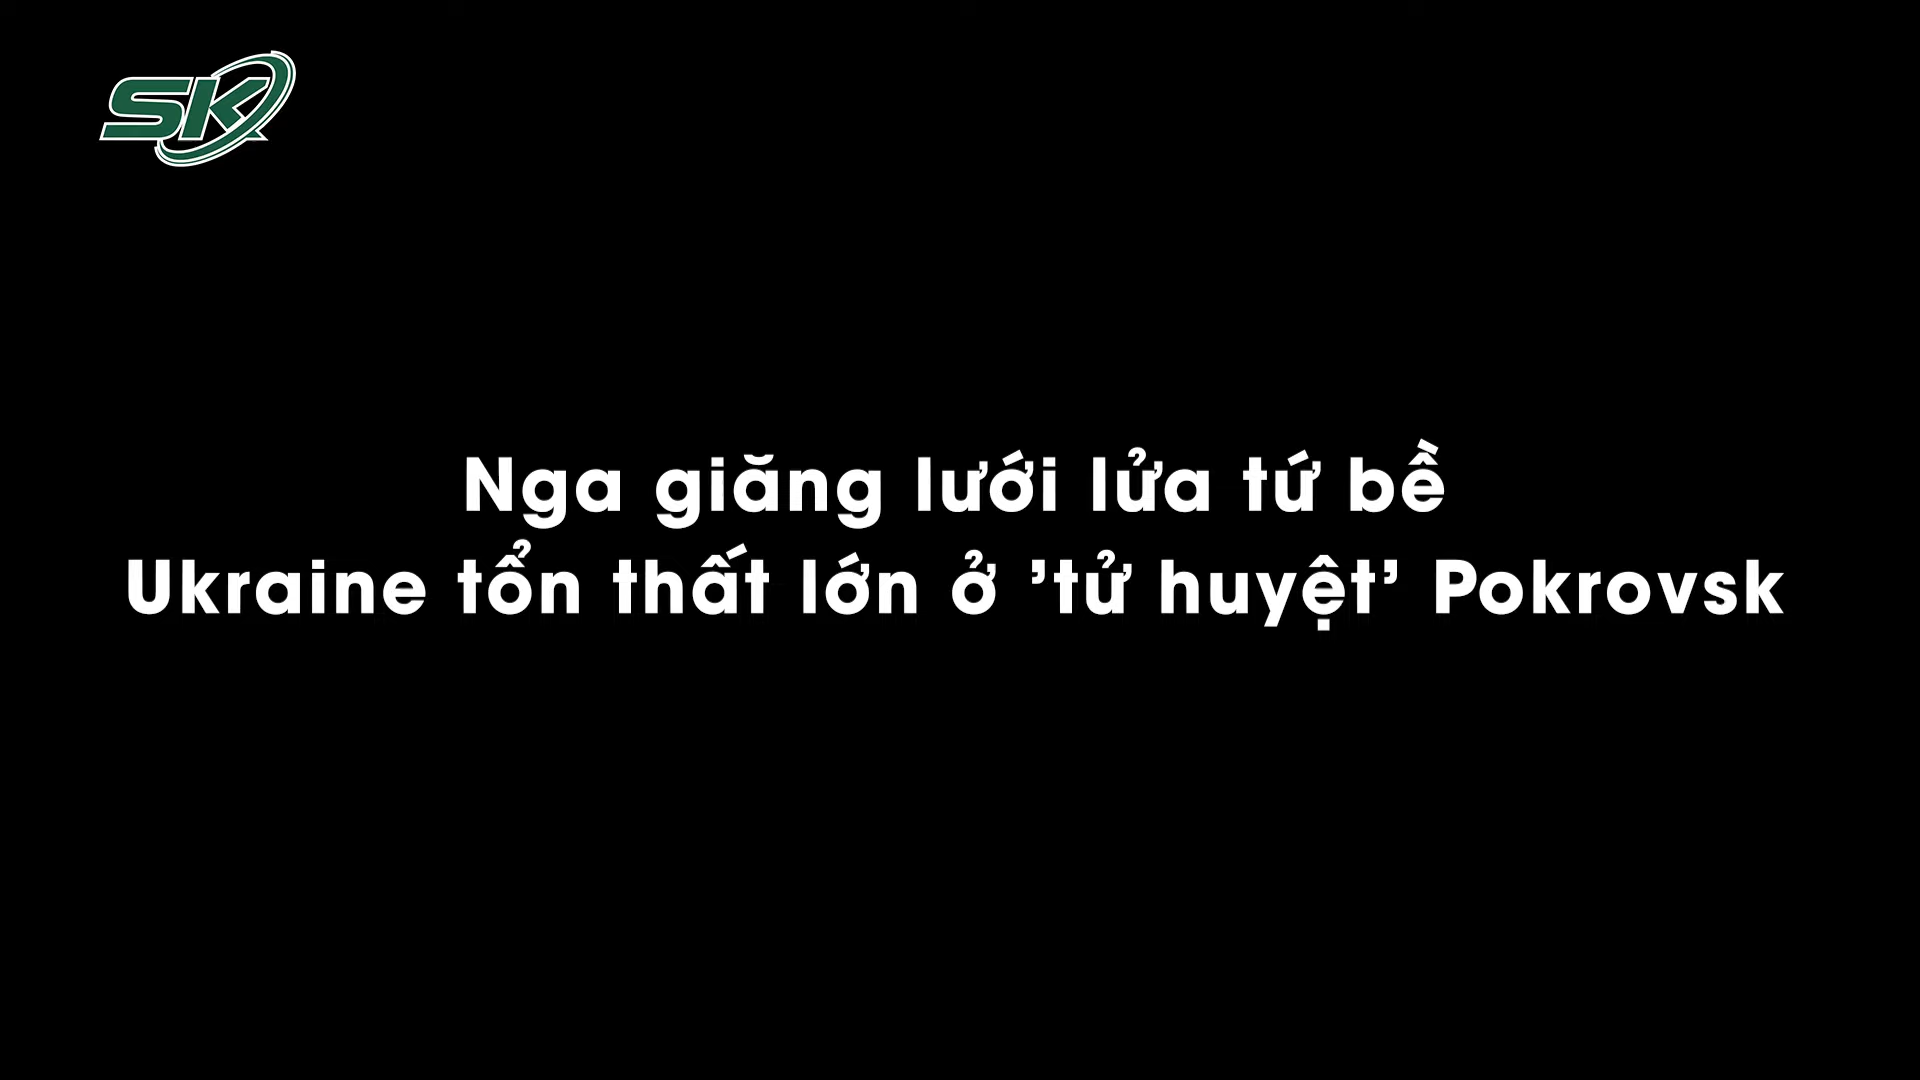 SK
Nga giăng lưới lửa tứ bề
Ukraine tổn thất lớn ở ’tử huyệt’ Pokrovsk